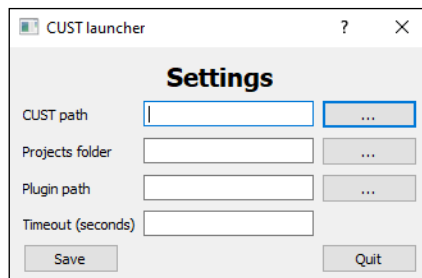 CUST launcher ?
Settings
CUST path ...
Projects folder ...
Plugin path ...
Timeout (seconds)
Save Quit